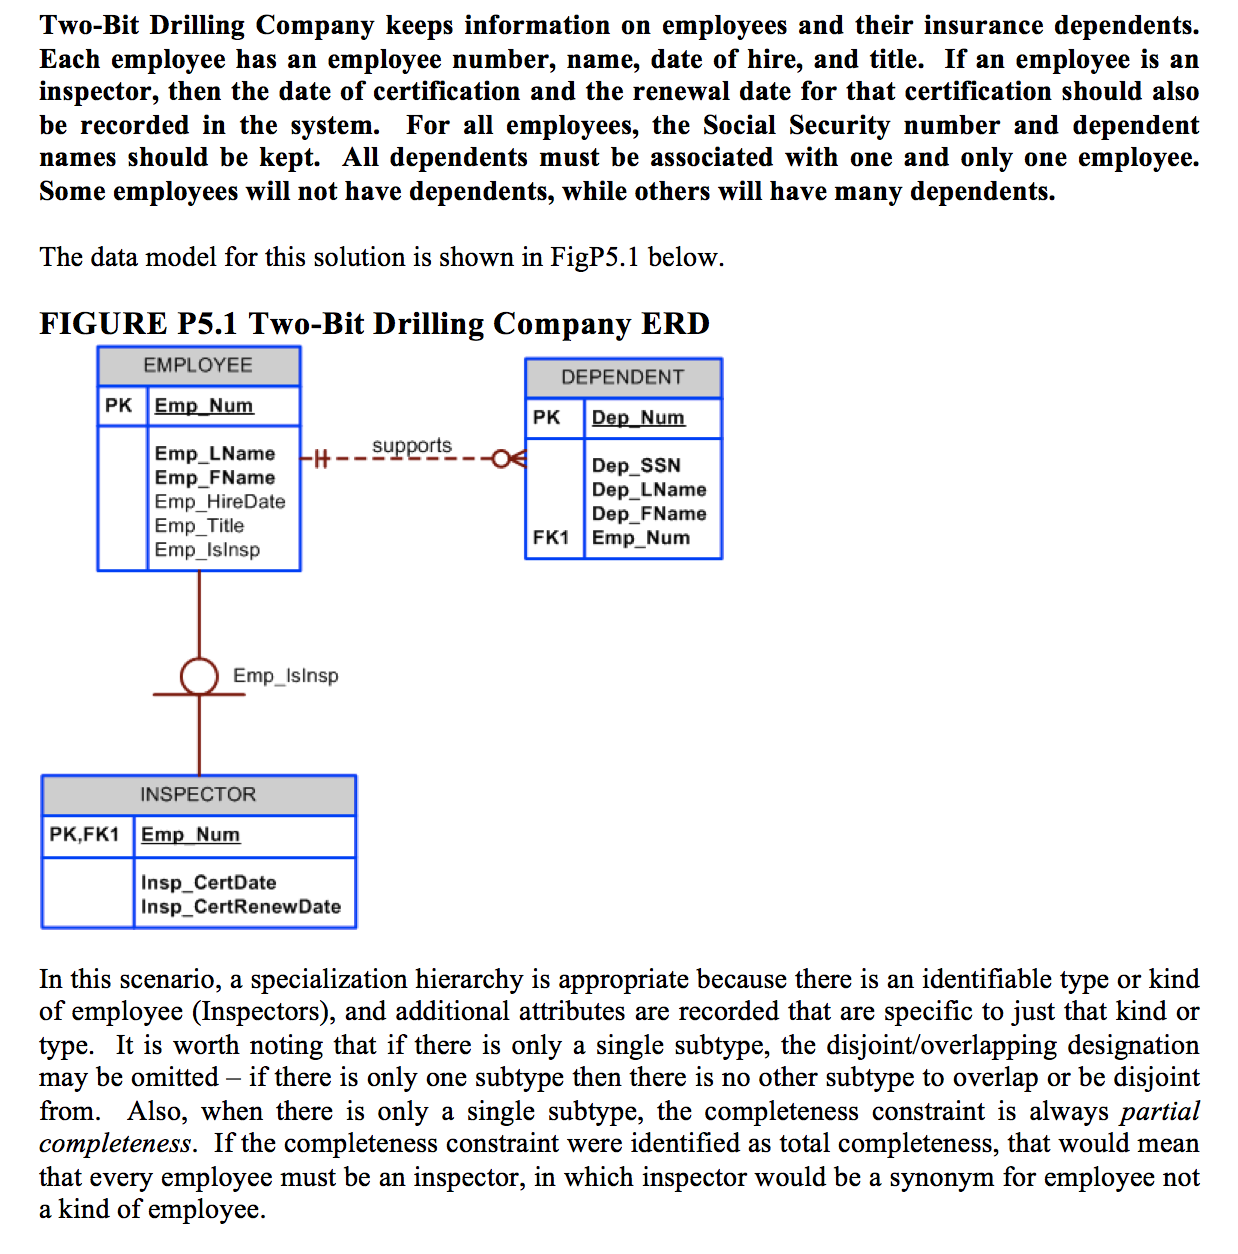 Two-Bit Drilling Company keeps information on employees and their insurance dependents.
Each employee has an employee number, name, date of hire, and title. If an employee is an
inspector, then the date of certification and the renewal date for that certification should also
be recorded in the system. For all employees, the Social Security number and dependent
names should be kept. All dependents must be associated with one and only one employee.
Some employees will not have dependents, while others will have many dependents.
The data model for this solution is shown in FigP5.1 below.
FIGURE P5.1 Two-Bit Drilling Company ERD
EMPLOYEE
PK Emp_Num
Emp_LName
Emp_FName
Emp_HireDate
Emp_Title
Emp_IsInsp
supports
DEPENDENT
PK Dep_Num
Dep_SSN
Dep_LName
Dep_FName
FK1 Emp_Num
Emp_IsInsp
INSPECTOR
PK,FK1 Emp_Num
Insp_CertDate
Insp_CertRenewDate
In this scenario, a specialization hierarchy is appropriate because there is an identifiable type or kind
of employee (Inspectors), and additional attributes are recorded that are specific to just that kind or
type. It is worth noting that if there is only a single subtype, the disjoint/overlapping designation
may be omitted – if there is only one subtype then there is no other subtype to overlap or be disjoint
from. Also, when there is only a single subtype, the completeness constraint is always partial
completeness. If the completeness constraint were identified as total completeness, that would mean
that every employee must be an inspector, in which inspector would be a synonym for employee not
a kind of employee.